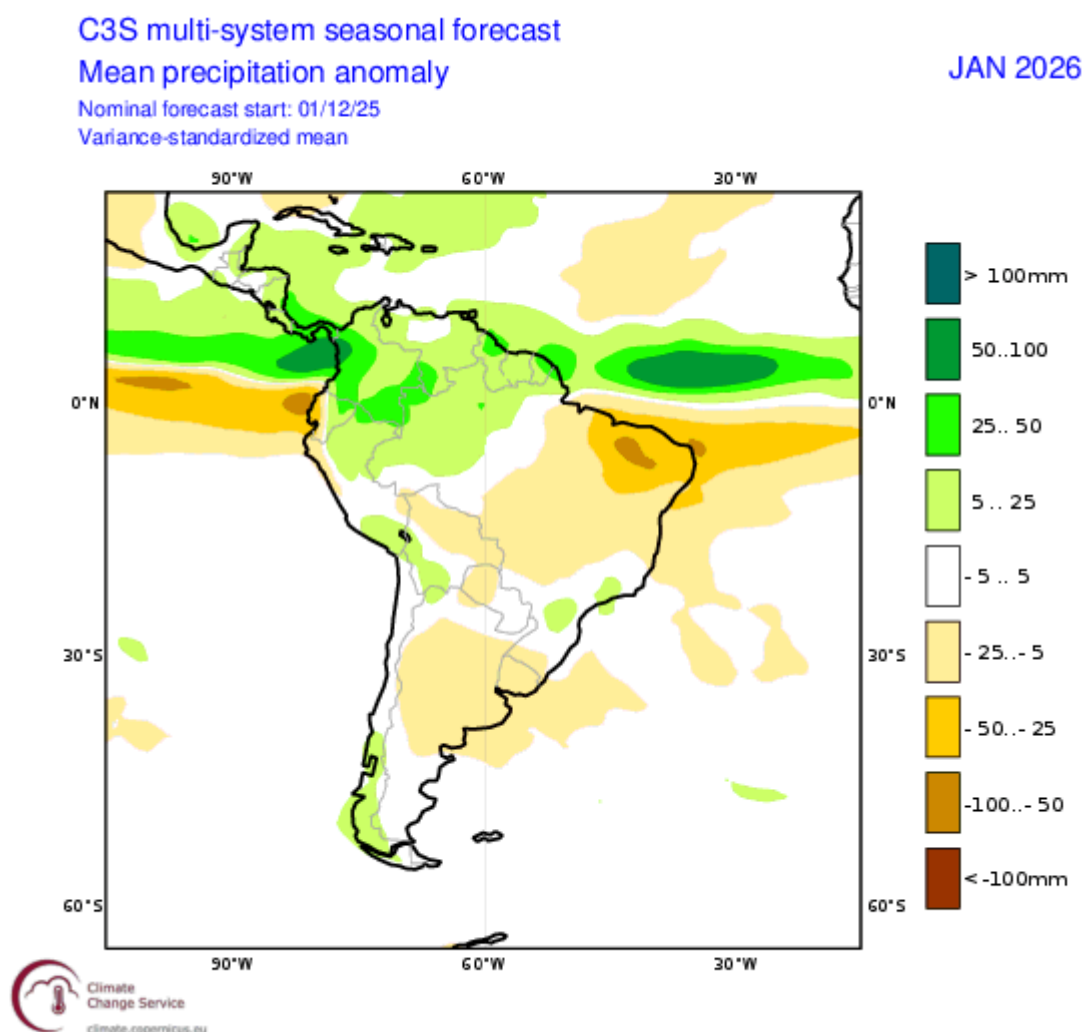 C3S multi-system seasonal forecast
Mean precipitation anomaly
JAN 2026
Nominal forecast start: 01/12/25
Variance-standardized mean
90°W 60°W 30°W
> 100mm
50..100
25.. 50
0°N 0°N
5 .. 25
- 5 .. 5
- 25..- 5
30°S 30°S
- 50..- 25
-100..- 50
< -100mm
60°S 60°S
90°W 60°W 30°W
Climate
Change Service
climate.copernicus.eu